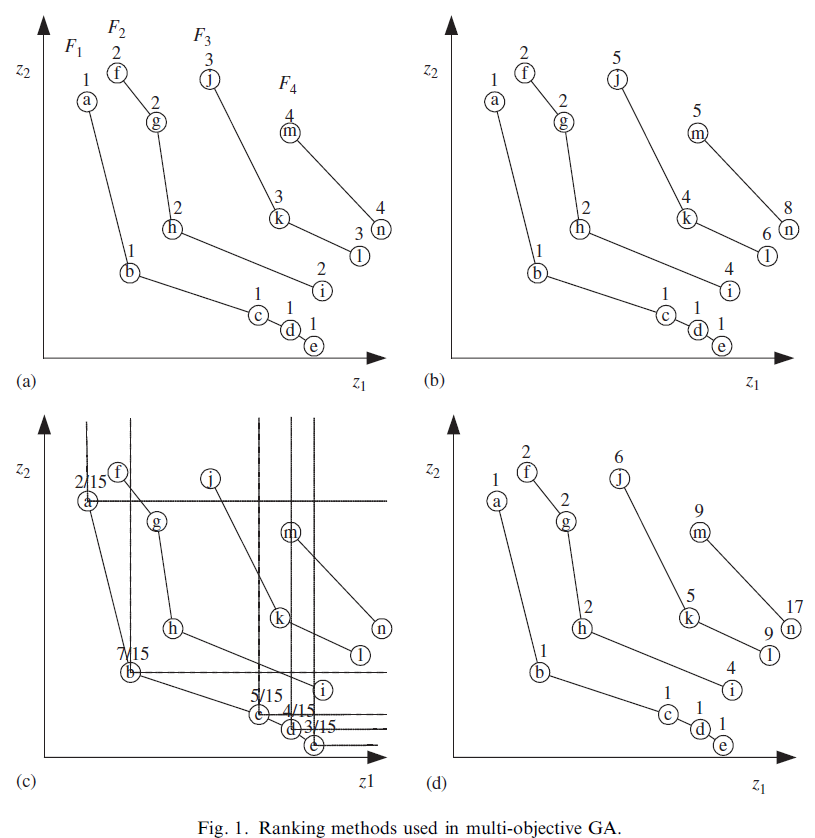 F1 F2 F3 F4
z2
1 2 3 4
a f j m
2 g
2 h
3 k
4 n
3 l
1 b
2 i
1 c
1 d
1 e
(a) z1
z2
1 2 5 5
a f j m
2 g
2 h
4 k
8 n
6 l
1 b
4 i
1 c
1 d
1 e
(b) z1
z2
2/15
a f j m
g
h
k
n
l
7/15
b
i
5/15
c
4/15
d
3/15
e
(c) z1
z2
1 2 6 9
a f j m
2 g
2 h
5 k
17 n
9 l
1 b
4 i
1 c
1 d
1 e
(d) z1
Fig. 1. Ranking methods used in multi-objective GA.